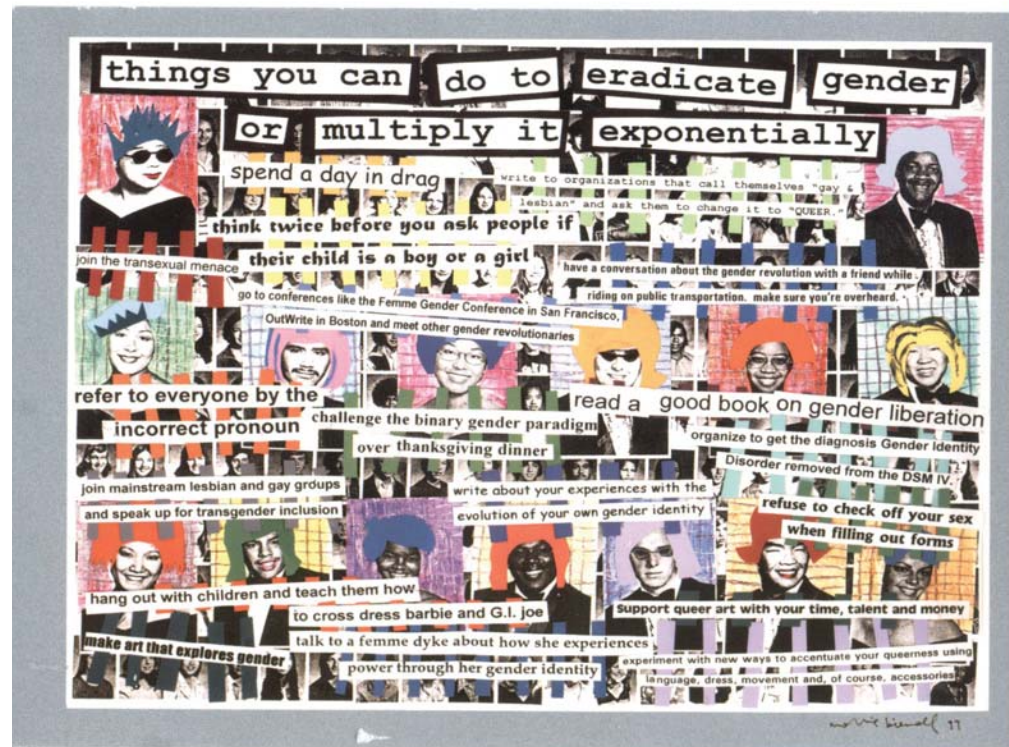 things you can do to eradicate gender
or multiply it exponentially
spend a day in drag
write to organizations that call themselves "gay &
lesbian" and ask them to change it to "QUEER."
think twice before you ask people if
their child is a boy or a girl
join the transexual menace
have a conversation about the gender revolution with a friend while
riding on public transportation. make sure you're overheard.
go to conferences like the Femme Gender Conference in San Francisco,
OutWrite in Boston and meet other gender revolutionaries
refer to everyone by the
incorrect pronoun
challenge the binary gender paradigm
over thanksgiving dinner
read a good book on gender liberation
organize to get the diagnosis Gender Identity
Disorder removed from the DSM IV.
join mainstream lesbian and gay groups
and speak up for transgender inclusion
write about your experiences with the
evolution of your own gender identity
refuse to check off your sex
when filling out forms
hang out with children and teach them how
to cross dress barbie and G.I. joe
support queer art with your time, talent and money
make art that explores gender
talk to a femme dyke about how she experiences
power through her gender identity
experiment with new ways to accentuate your queerness using
language, dress, movement and, of course, accessories